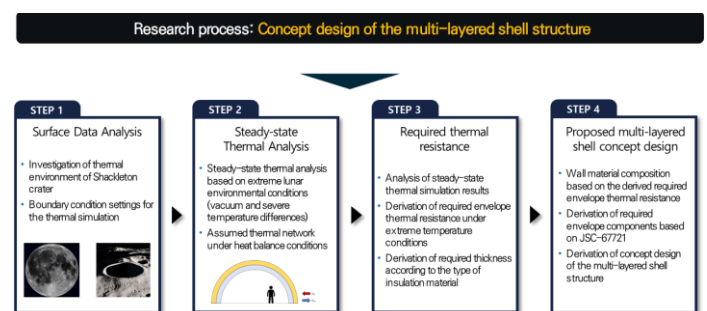 Research process: Concept design of the multi-layered shell structure
STEP 1
Surface Data Analysis
• Investigation of thermal
environment of Shackleton
crater
• Boundary condition settings for
the thermal simulation
STEP 2
Steady-state
Thermal Analysis
• Steady-state thermal analysis
based on extreme lunar
environmental conditions
(vacuum and severe
temperature differences)
• Assumed thermal network
under heat balance conditions
STEP 3
Required thermal
resistance
• Analysis of steady-state
thermal simulation results
• Derivation of required envelope
thermal resistance under
extreme temperature
conditions
• Derivation of required thickness
according to the type of
insulation material
STEP 4
Proposed multi-layered
shell concept design
• Wall material composition
based on the derived required
envelope thermal resistance
• Derivation of required
envelope components based
on JSC-67721
• Derivation of concept design
of the multi-layered shell
structure